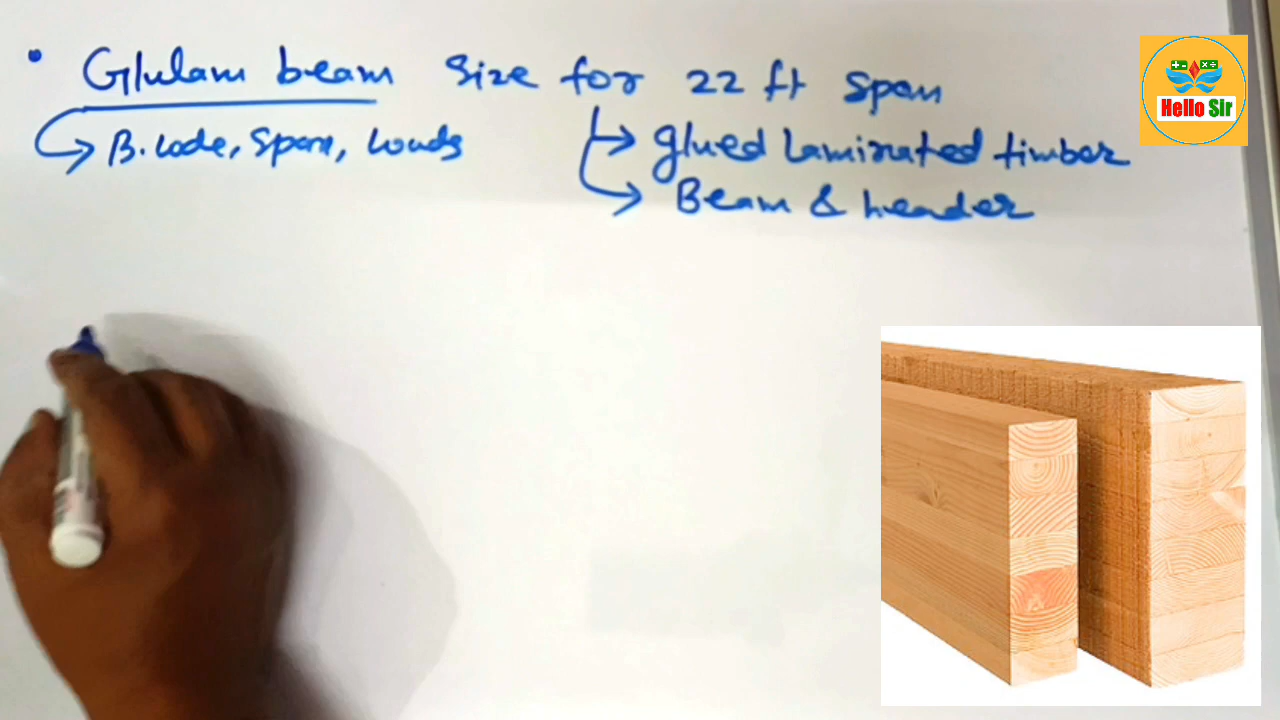 • Glulam beam size for 22 ft span
→ B. code, span, loads
→ glued laminated timber
→ Beam & header
+ - × ÷
Hello Sir